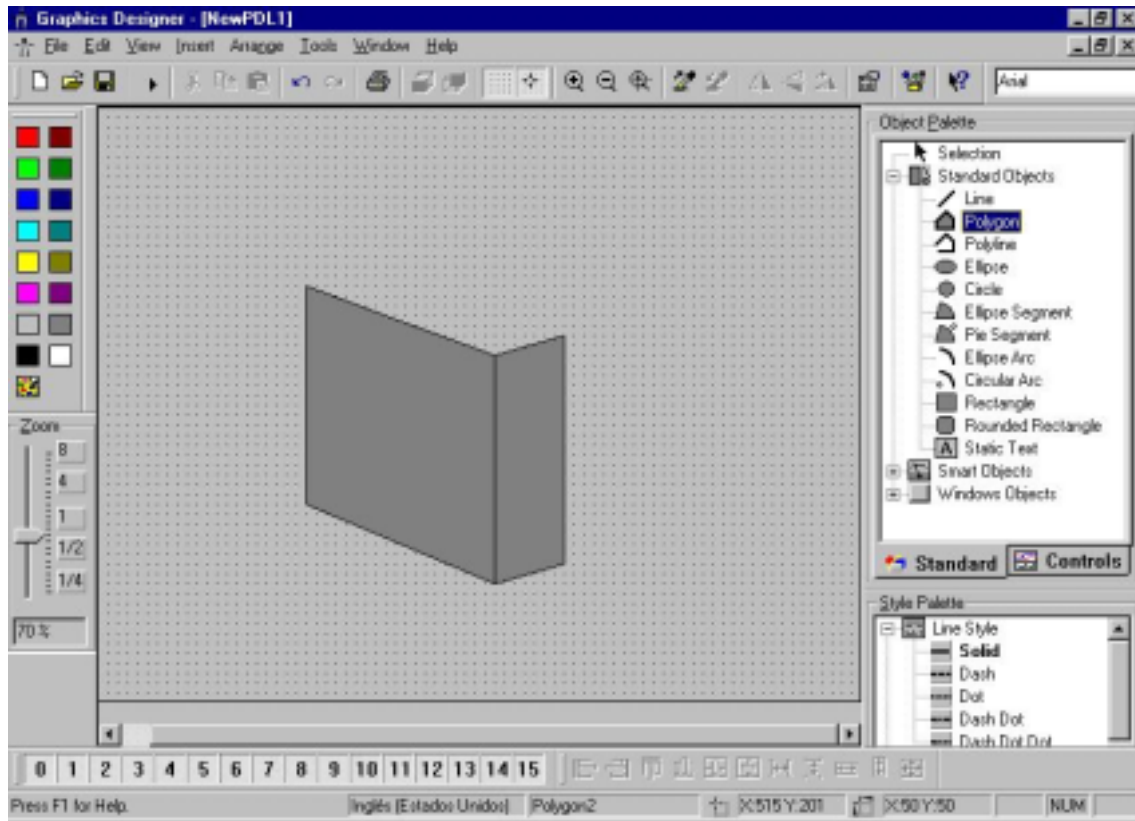 Graphics Designer - [NewPDL1]
File Edit View Insert Arrange Tools Window Help
Arial
Object Palette
Selection
Standard Objects
Line
Polygon
Polyline
Ellipse
Circle
Ellipse Segment
Pie Segment
Ellipse Arc
Circular Arc
Rectangle
Rounded Rectangle
A Static Text
Smart Objects
Windows Objects
Standard Controls
Zoom
8
4
1
1/2
1/4
70 %
Style Palette
Line Style
Solid
Dash
Dot
Dash Dot
Dash Dot Dot
0 1 2 3 4 5 6 7 8 9 10 11 12 13 14 15
Press F1 for Help. Inglés (Estados Unidos) Polygon2 X:515 Y:201 X:50 Y:50 NUM